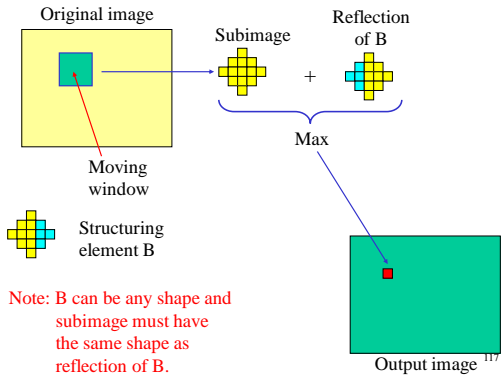 Original image
Subimage
Reflection
of B
+
Max
Moving
window
Structuring
element B
Note: B can be any shape and
subimage must have
the same shape as
reflection of B.
Output image
117